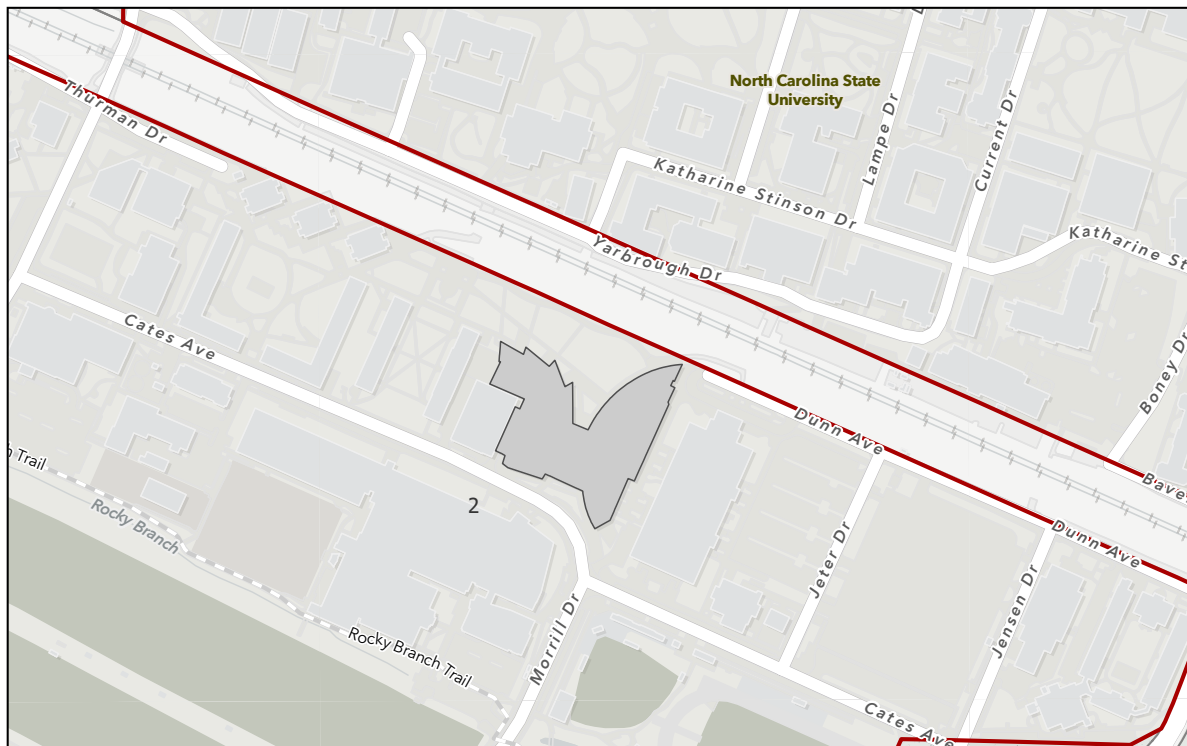 L
Thurman Dr
North Carolina State
University
Lampe Dr
Current Dr
Katharine Stinson Dr
Katharine St
Yarbrough Dr
Cates Ave
Boney Dr
Dunn Ave
h Trail
Bave
2
Rocky Branch
Dunn Ave
Jeter Dr
Jensen Dr
Morrill Dr
Rocky Branch Trail
Cates Ave